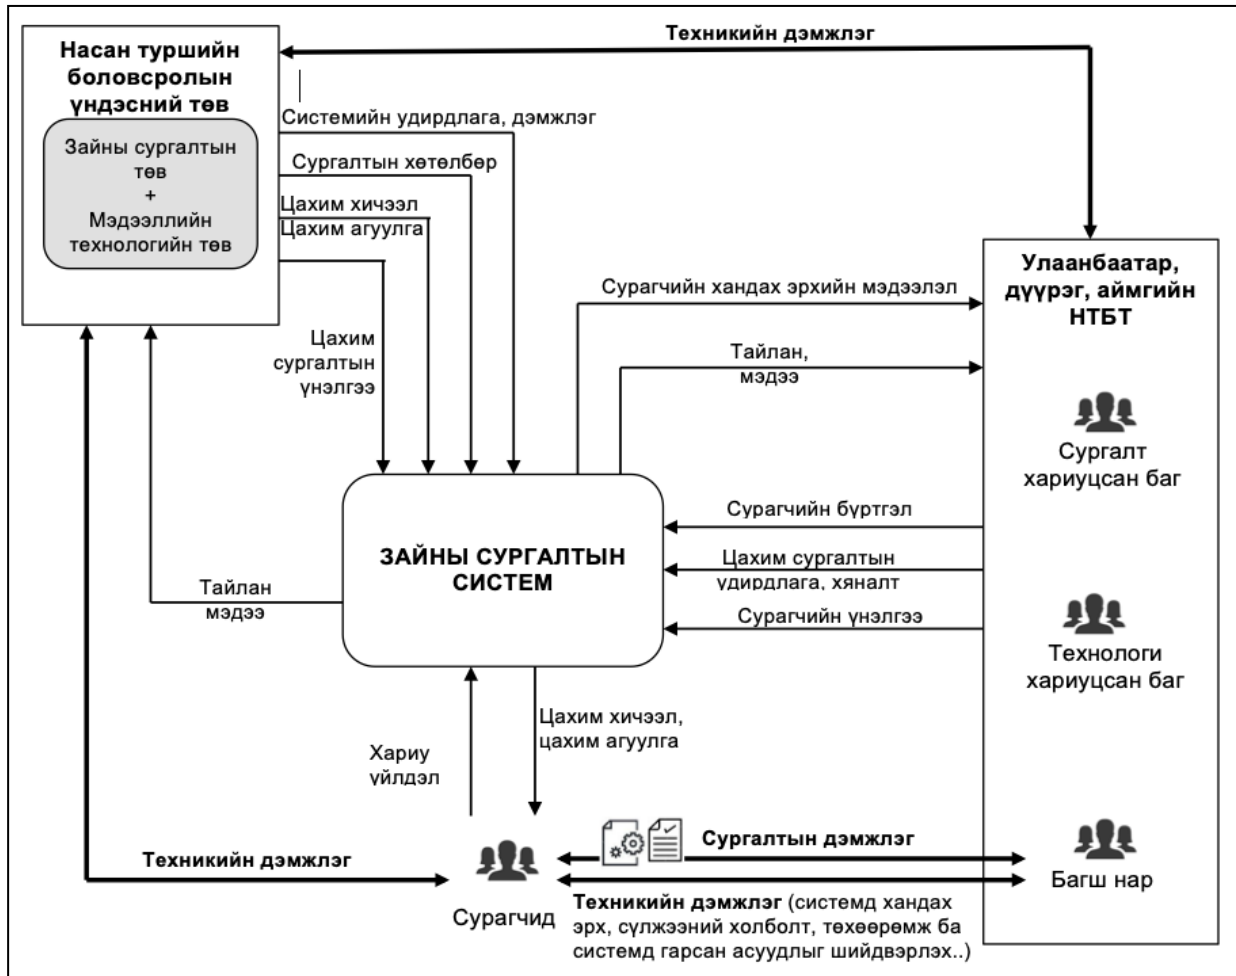 Техникийн дэмжлэг
Насан туршийн
боловсролын
үндэсний төв
Зайны сургалтын
төв
+
Мэдээллийн
технологийн төв
Системийн удирдлага, дэмжлэг
Сургалтын хөтөлбөр
Цахим хичээл
Цахим агуулга
Цахим
сургалтын
үнэлгээ
Улаанбаатар,
дүүрэг, аймгийн
НТБТ
Сурагчийн хандах эрхийн мэдээлэл
Тайлан,
мэдээ
Сургалт
хариуцсан баг
Сурагчийн бүртгэл
ЗАЙНЫ СУРГАЛТЫН
СИСТЕМ
Цахим сургалтын
удирдлага, хяналт
Тайлан
мэдээ
Сурагчийн үнэлгээ
Технологи
хариуцсан баг
Цахим хичээл,
цахим агуулга
Хариу
үйлдэл
Сургалтын дэмжлэг
Техникийн дэмжлэг
Багш нар
Сурагчид
Техникийн дэмжлэг (системд хандах
эрх, сүлжээний холболт, төхөөрөмж ба
системд гарсан асуудлыг шийдвэрлэх..)